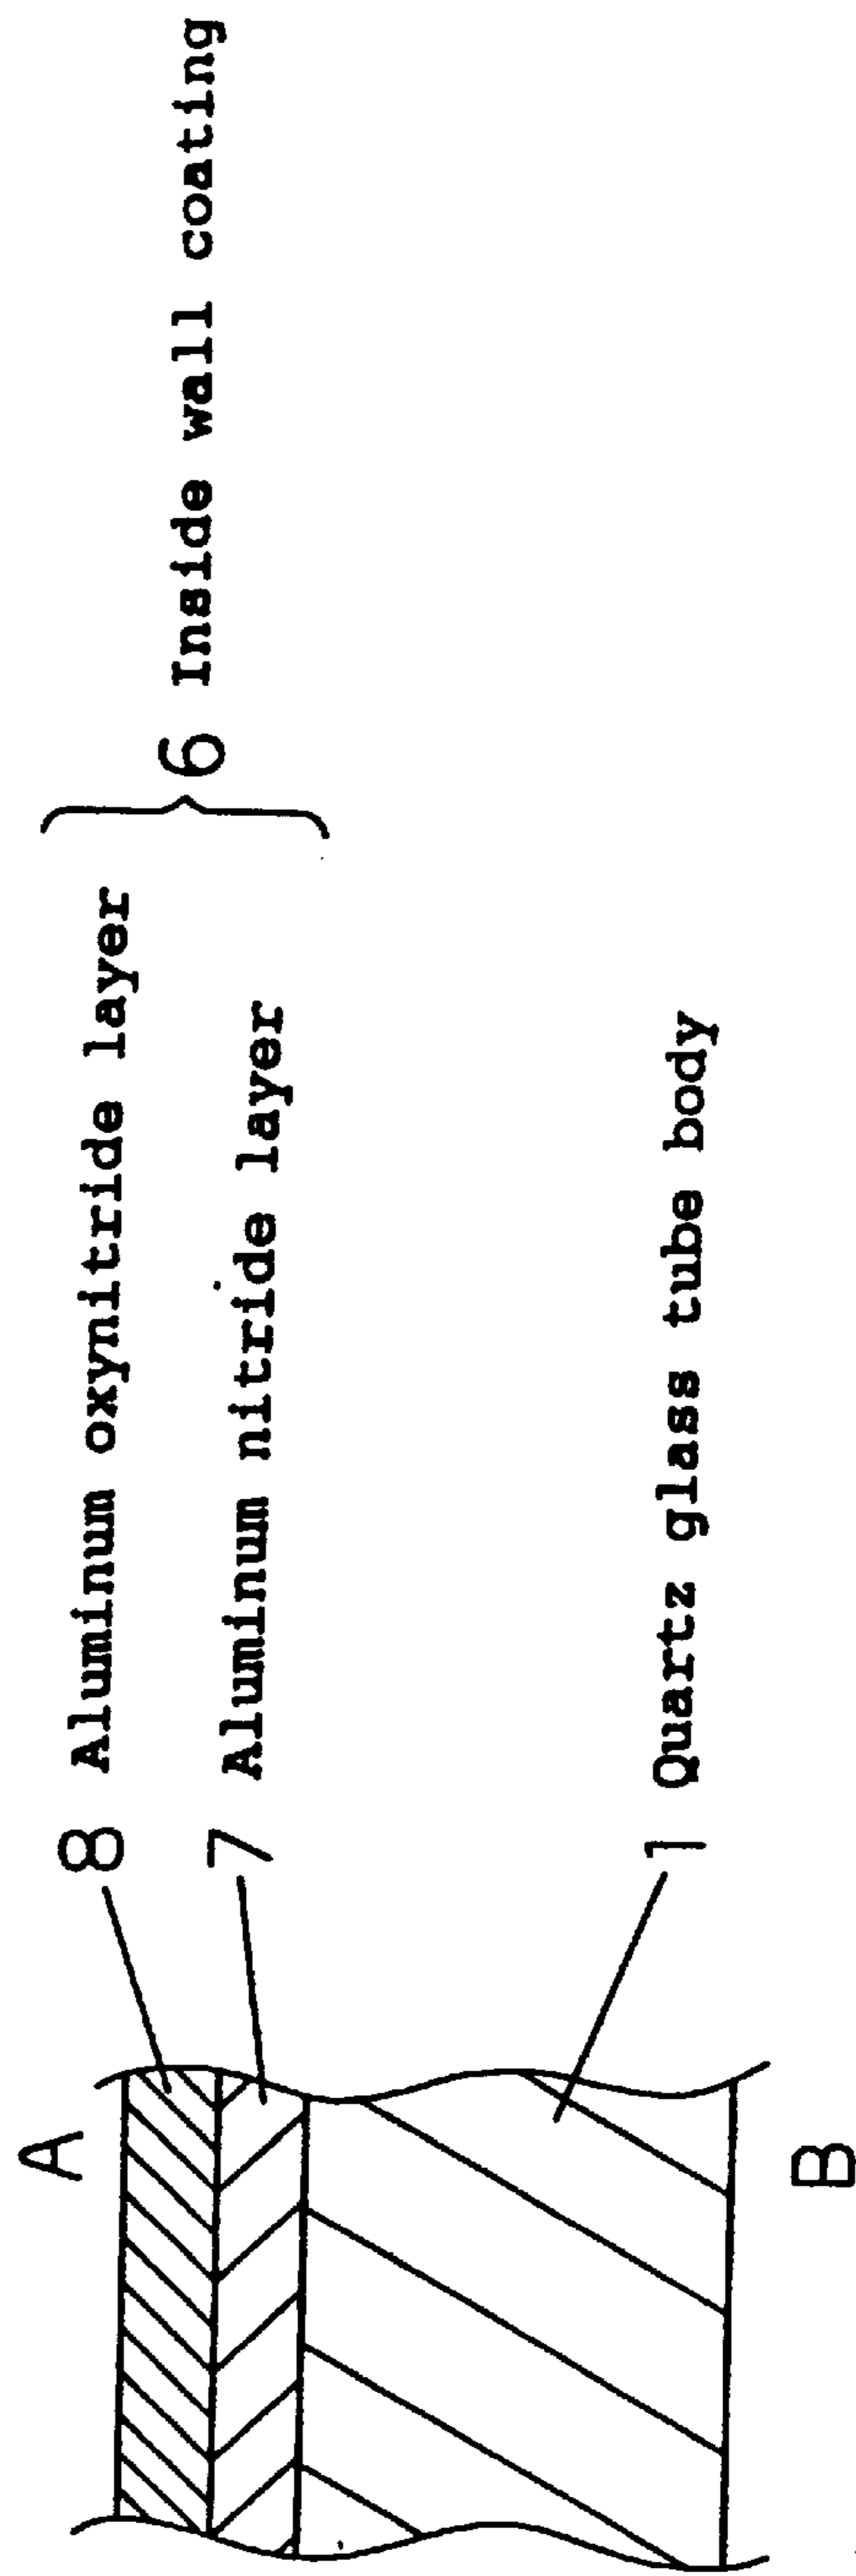 A
8 Aluminum oxynitride layer
7 Aluminum nitride layer
6 Inside wall coating
1 Quartz glass tube body
B